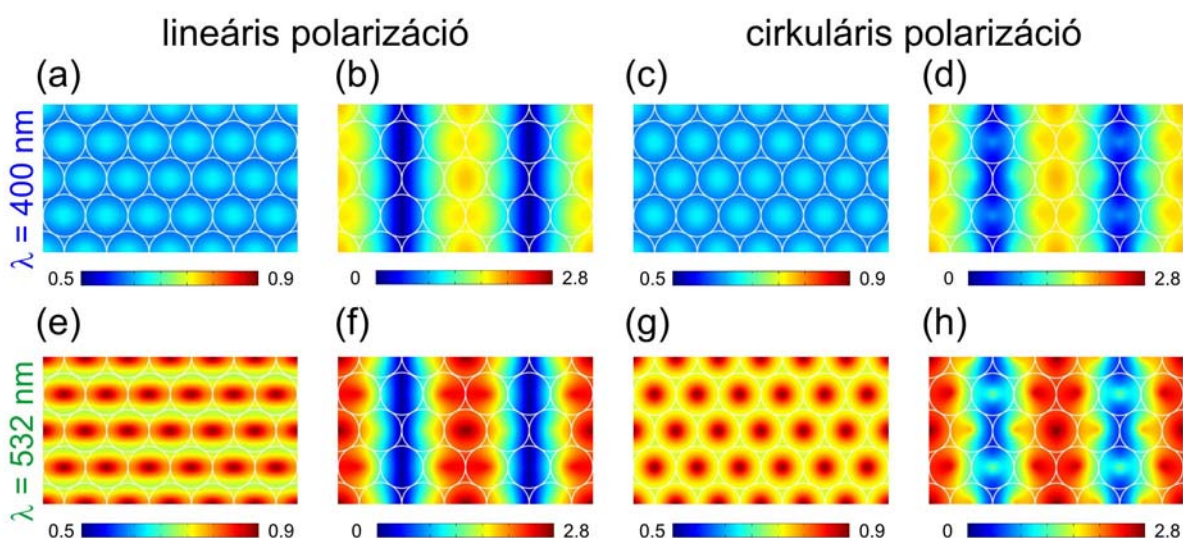 lineáris polarizáció cirkuláris polarizáció
(a) (b) (c) (d)
λ = 400 nm
0.5 0.9 0 2.8 0.5 0.9 0 2.8
(e) (f) (g) (h)
λ = 532 nm
0.5 0.9 0 2.8 0.5 0.9 0 2.8